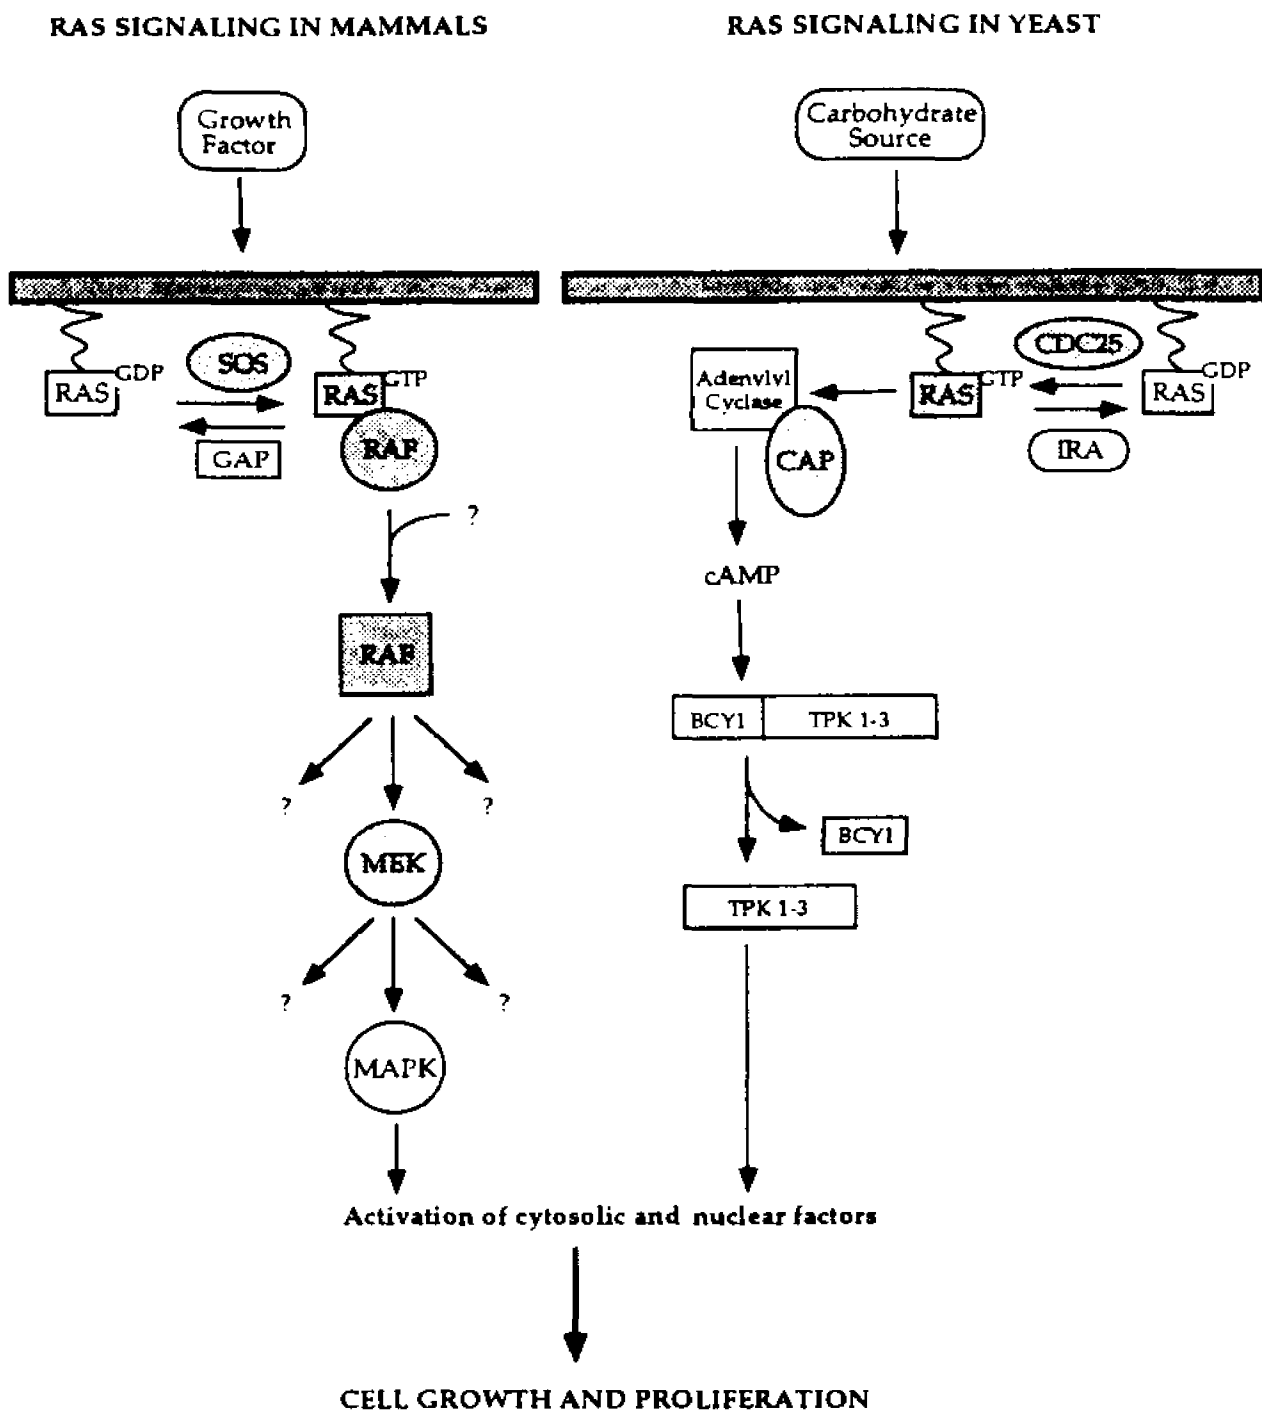 RAS SIGNALING IN MAMMALS
RAS SIGNALING IN YEAST
Growth
Factor
Carbohydrate
Source
RAS
GDP
SOS
RAS
GTP
RAF
GAP
?
RAF
?
?
MEK
?
?
MAPK
Adenylyl
Cyclase
CAP
RAS
GTP
CDC25
RAS
GDP
IRA
cAMP
BCY1
TPK 1-3
BCY1
TPK 1-3
Activation of cytosolic and nuclear factors
CELL GROWTH AND PROLIFERATION